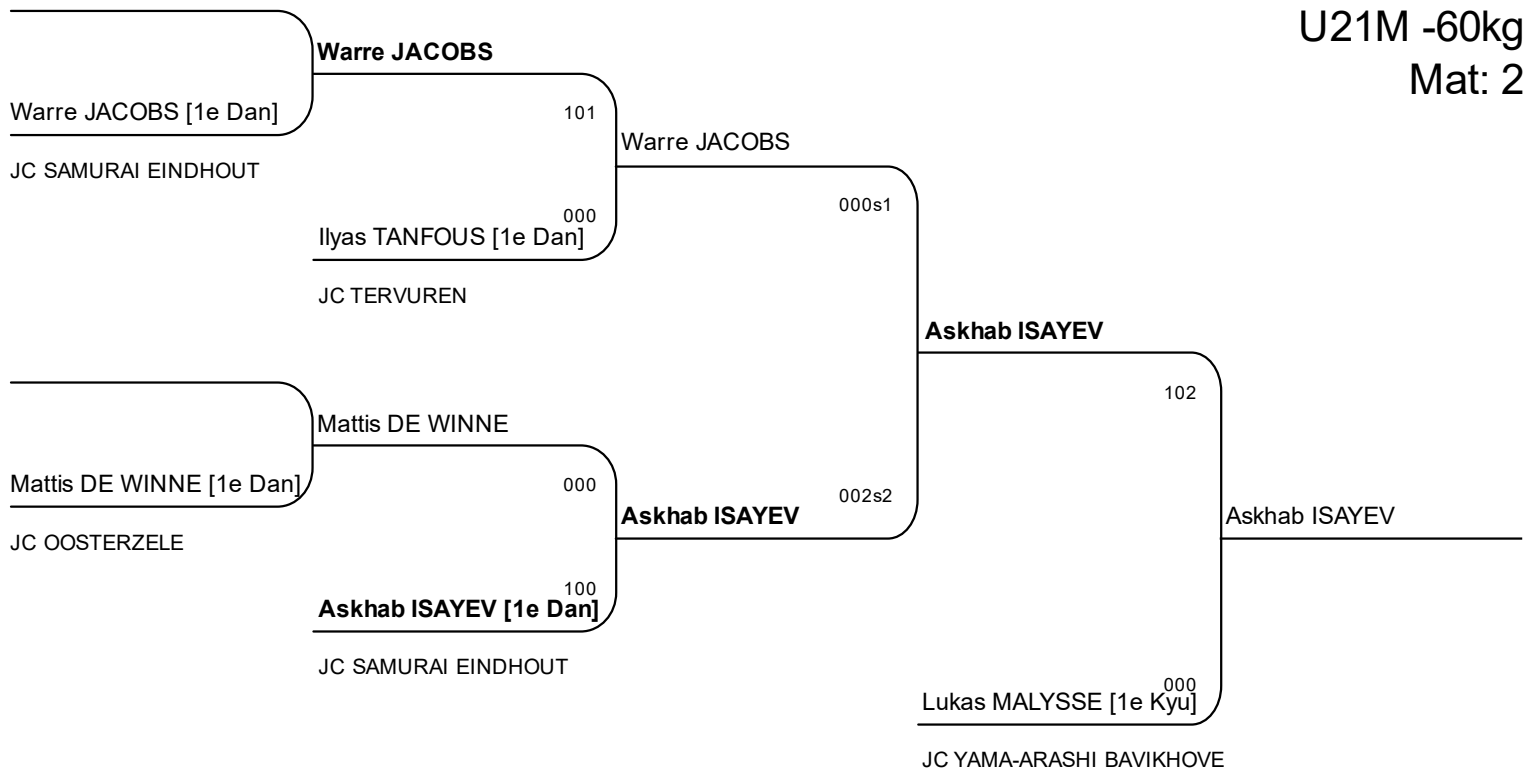 U21M -60kg
Mat: 2
Warre JACOBS
Warre JACOBS [1e Dan]
JC SAMURAI EINDHOUT
101
Warre JACOBS
000
Ilyas TANFOUS [1e Dan]
JC TERVUREN
000s1
Askhab ISAYEV
Mattis DE WINNE
Mattis DE WINNE [1e Dan]
JC OOSTERZELE
000
Askhab ISAYEV
002s2
100
Askhab ISAYEV [1e Dan]
JC SAMURAI EINDHOUT
102
Askhab ISAYEV
000
Lukas MALYSSE [1e Kyu]
JC YAMA-ARASHI BAVIKHOVE